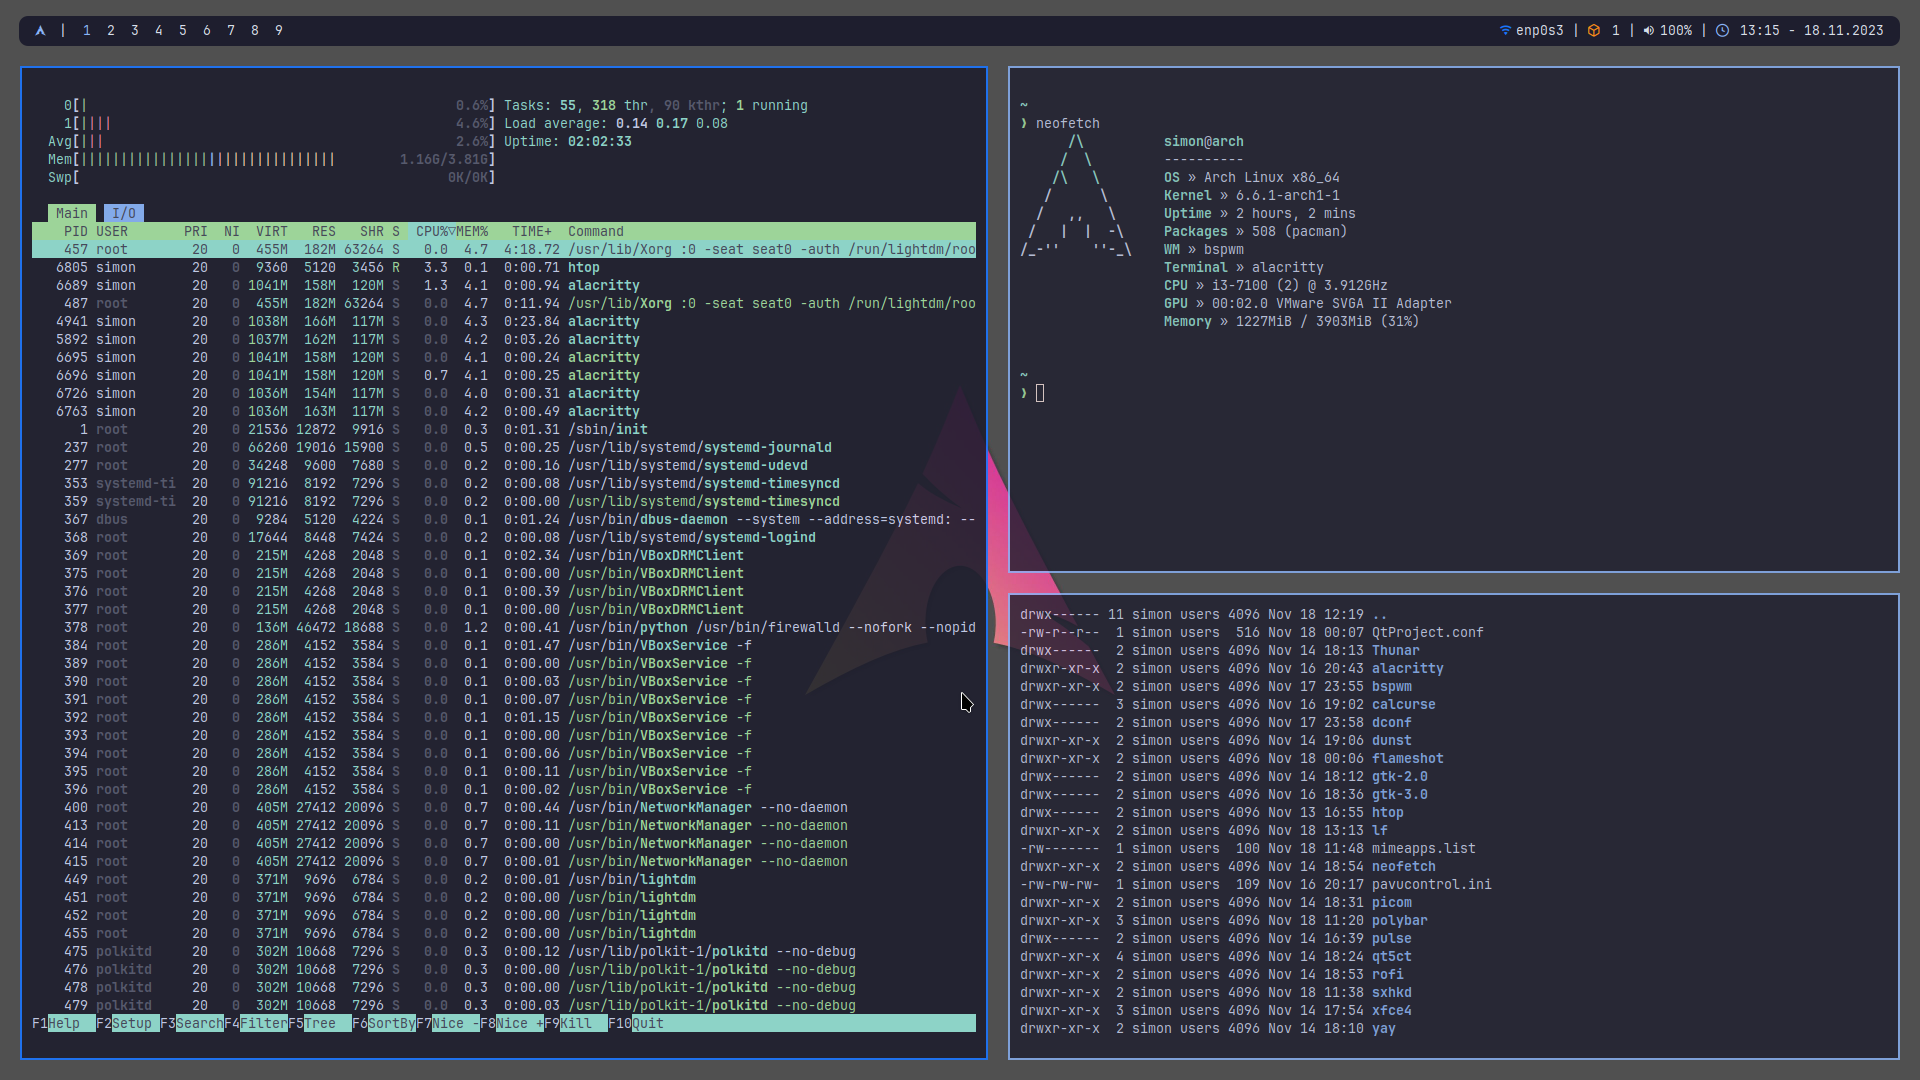 | 1 2 3 4 5 6 7 8 9
enp0s3 | 1 | 100% | 13:15 - 18.11.2023
0[| 0.6%] Tasks: 55, 318 thr, 90 kthr; 1 running
1[|||| 4.6%] Load average: 0.14 0.17 0.08
Avg[||| 2.6%] Uptime: 02:02:33
Mem[|||||||||||||||||||||||||||||||| 1.16G/3.81G]
Swp[ 0K/0K]
Main I/O
PID USER PRI NI VIRT RES SHR S CPU%▽MEM% TIME+ Command
457 root 20 0 455M 182M 63264 S 0.0 4.7 4:18.72 /usr/lib/Xorg :0 -seat seat0 -auth /run/lightdm/roo
6805 simon 20 0 9360 5120 3456 R 3.3 0.1 0:00.71 htop
6689 simon 20 0 1041M 158M 120M S 1.3 4.1 0:00.94 alacritty
487 root 20 0 455M 182M 63264 S 0.0 4.7 0:11.94 /usr/lib/Xorg :0 -seat seat0 -auth /run/lightdm/roo
4941 simon 20 0 1038M 166M 117M S 0.0 4.3 0:23.84 alacritty
5892 simon 20 0 1037M 162M 117M S 0.0 4.2 0:03.26 alacritty
6695 simon 20 0 1041M 158M 120M S 0.0 4.1 0:00.24 alacritty
6696 simon 20 0 1041M 158M 120M S 0.7 4.1 0:00.25 alacritty
6726 simon 20 0 1036M 154M 117M S 0.0 4.0 0:00.31 alacritty
6763 simon 20 0 1036M 163M 117M S 0.0 4.2 0:00.49 alacritty
1 root 20 0 21536 12872 9916 S 0.0 0.3 0:01.31 /sbin/init
237 root 20 0 66260 19016 15900 S 0.0 0.5 0:00.25 /usr/lib/systemd/systemd-journald
277 root 20 0 34248 9600 7680 S 0.0 0.2 0:00.16 /usr/lib/systemd/systemd-udevd
353 systemd-ti 20 0 91216 8192 7296 S 0.0 0.2 0:00.08 /usr/lib/systemd/systemd-timesyncd
359 systemd-ti 20 0 91216 8192 7296 S 0.0 0.2 0:00.00 /usr/lib/systemd/systemd-timesyncd
367 dbus 20 0 9284 5120 4224 S 0.0 0.1 0:01.24 /usr/bin/dbus-daemon --system --address=systemd: --
368 root 20 0 17644 8448 7424 S 0.0 0.2 0:00.08 /usr/lib/systemd/systemd-logind
369 root 20 0 215M 4268 2048 S 0.0 0.1 0:02.34 /usr/bin/VBoxDRMClient
375 root 20 0 215M 4268 2048 S 0.0 0.1 0:00.00 /usr/bin/VBoxDRMClient
376 root 20 0 215M 4268 2048 S 0.0 0.1 0:00.39 /usr/bin/VBoxDRMClient
377 root 20 0 215M 4268 2048 S 0.0 0.1 0:00.00 /usr/bin/VBoxDRMClient
378 root 20 0 136M 46472 18688 S 0.0 1.2 0:00.41 /usr/bin/python /usr/bin/firewalld --nofork --nopid
384 root 20 0 286M 4152 3584 S 0.0 0.1 0:01.47 /usr/bin/VBoxService -f
389 root 20 0 286M 4152 3584 S 0.0 0.1 0:00.00 /usr/bin/VBoxService -f
390 root 20 0 286M 4152 3584 S 0.0 0.1 0:00.03 /usr/bin/VBoxService -f
391 root 20 0 286M 4152 3584 S 0.0 0.1 0:00.07 /usr/bin/VBoxService -f
392 root 20 0 286M 4152 3584 S 0.0 0.1 0:01.15 /usr/bin/VBoxService -f
393 root 20 0 286M 4152 3584 S 0.0 0.1 0:00.00 /usr/bin/VBoxService -f
394 root 20 0 286M 4152 3584 S 0.0 0.1 0:00.06 /usr/bin/VBoxService -f
395 root 20 0 286M 4152 3584 S 0.0 0.1 0:00.11 /usr/bin/VBoxService -f
396 root 20 0 286M 4152 3584 S 0.0 0.1 0:00.02 /usr/bin/VBoxService -f
400 root 20 0 405M 27412 20096 S 0.0 0.7 0:00.44 /usr/bin/NetworkManager --no-daemon
413 root 20 0 405M 27412 20096 S 0.0 0.7 0:00.11 /usr/bin/NetworkManager --no-daemon
414 root 20 0 405M 27412 20096 S 0.0 0.7 0:00.00 /usr/bin/NetworkManager --no-daemon
415 root 20 0 405M 27412 20096 S 0.0 0.7 0:00.01 /usr/bin/NetworkManager --no-daemon
449 root 20 0 371M 9696 6784 S 0.0 0.2 0:00.01 /usr/bin/lightdm
451 root 20 0 371M 9696 6784 S 0.0 0.2 0:00.00 /usr/bin/lightdm
452 root 20 0 371M 9696 6784 S 0.0 0.2 0:00.00 /usr/bin/lightdm
455 root 20 0 371M 9696 6784 S 0.0 0.2 0:00.00 /usr/bin/lightdm
475 polkitd 20 0 302M 10668 7296 S 0.0 0.3 0:00.12 /usr/lib/polkit-1/polkitd --no-debug
476 polkitd 20 0 302M 10668 7296 S 0.0 0.3 0:00.00 /usr/lib/polkit-1/polkitd --no-debug
478 polkitd 20 0 302M 10668 7296 S 0.0 0.3 0:00.00 /usr/lib/polkit-1/polkitd --no-debug
479 polkitd 20 0 302M 10668 7296 S 0.0 0.3 0:00.03 /usr/lib/polkit-1/polkitd --no-debug
F1Help F2Setup F3SearchF4FilterF5Tree F6SortByF7Nice -F8Nice +F9Kill F10Quit
~
❯ neofetch
/\ simon@arch
/ \ ----------
/\ \ OS » Arch Linux x86_64
/ \ Kernel » 6.6.1-arch1-1
/ ,, \ Uptime » 2 hours, 2 mins
/ | | -\ Packages » 508 (pacman)
/_-'' ''-_\ WM » bspwm
Terminal » alacritty
CPU » i3-7100 (2) @ 3.912GHz
GPU » 00:02.0 VMware SVGA II Adapter
Memory » 1227MiB / 3903MiB (31%)
~
❯
drwx------ 11 simon users 4096 Nov 18 12:19 ..
-rw-r--r-- 1 simon users 516 Nov 18 00:07 QtProject.conf
drwx------ 2 simon users 4096 Nov 14 18:13 Thunar
drwxr-xr-x 2 simon users 4096 Nov 16 20:43 alacritty
drwxr-xr-x 2 simon users 4096 Nov 17 23:55 bspwm
drwx------ 3 simon users 4096 Nov 16 19:02 calcurse
drwx------ 2 simon users 4096 Nov 17 23:58 dconf
drwxr-xr-x 2 simon users 4096 Nov 14 19:06 dunst
drwxr-xr-x 2 simon users 4096 Nov 18 00:06 flameshot
drwx------ 2 simon users 4096 Nov 14 18:12 gtk-2.0
drwx------ 2 simon users 4096 Nov 16 18:36 gtk-3.0
drwx------ 2 simon users 4096 Nov 13 16:55 htop
drwxr-xr-x 2 simon users 4096 Nov 18 13:13 lf
-rw------- 1 simon users 100 Nov 18 11:48 mimeapps.list
drwxr-xr-x 2 simon users 4096 Nov 14 18:54 neofetch
-rw-rw-rw- 1 simon users 109 Nov 16 20:17 pavucontrol.ini
drwxr-xr-x 2 simon users 4096 Nov 14 18:31 picom
drwxr-xr-x 3 simon users 4096 Nov 18 11:20 polybar
drwx------ 2 simon users 4096 Nov 14 16:39 pulse
drwxr-xr-x 4 simon users 4096 Nov 14 18:24 qt5ct
drwxr-xr-x 2 simon users 4096 Nov 14 18:53 rofi
drwxr-xr-x 2 simon users 4096 Nov 18 11:38 sxhkd
drwxr-xr-x 3 simon users 4096 Nov 14 17:54 xfce4
drwxr-xr-x 2 simon users 4096 Nov 14 18:10 yay